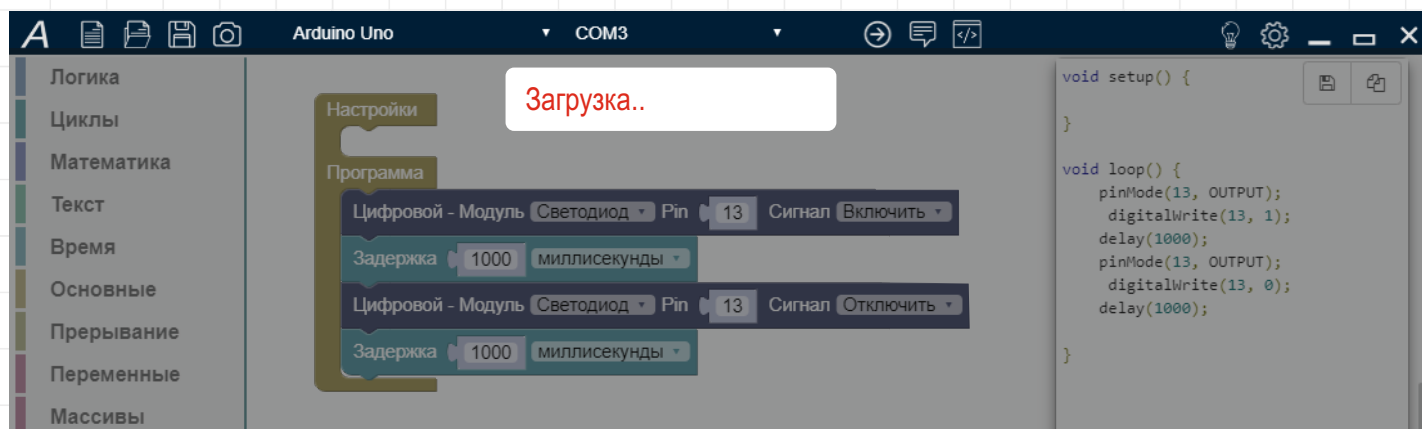 A Arduino Uno COM3 </>
Загрузка..
Логика
Циклы
Математика
Текст
Время
Основные
Прерывание
Переменные
Массивы
Настройки
Программа
Цифровой - Модуль Светодиод Pin 13 Сигнал Включить
Задержка 1000 миллисекунды
Цифровой - Модуль Светодиод Pin 13 Сигнал Отключить
Задержка 1000 миллисекунды
void setup() {
}
void loop() {
pinMode(13, OUTPUT);
digitalWrite(13, 1);
delay(1000);
pinMode(13, OUTPUT);
digitalWrite(13, 0);
delay(1000);
}